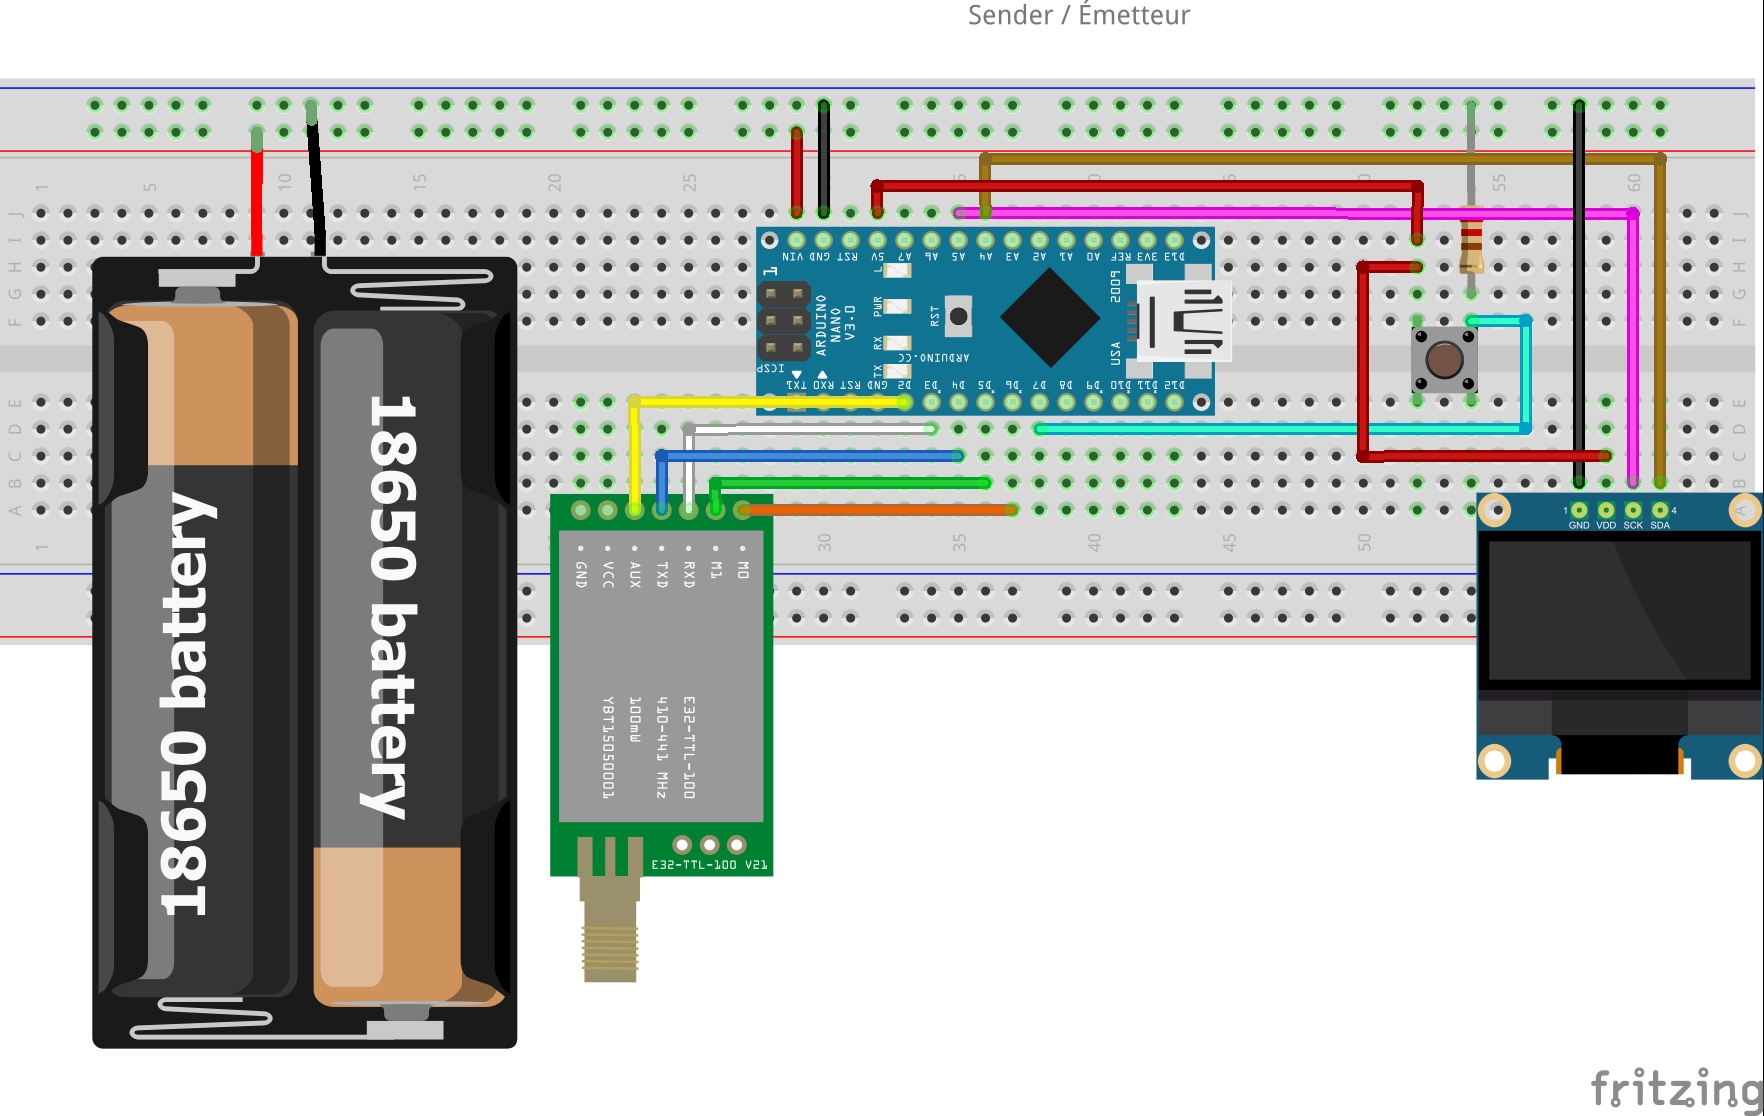 Sender / Émetteur
1 5 10 15 20 25 55 60
J J
I I
H H
G G
F F
VIN GND RST 5V A7 A6 A5 A4 A3 A2 A1 A0 REF 3V3 D13
L
PWR
RX
TX
RST
ICSP
1
ARDUINO
NANO
V3.0
ARDUINO.CC
USA
TX1 RX0 RST GND D2 D3 D4 D5 D6 D7 D8 D9 D10 D11 D12
E E
D D
C C
B B
A A
1 30 35 40 45 50
18650 battery
18650 battery
GND
VCC
AUX
TXD
RXD
M1
M0
E32-TTL-100
410-441 MHz
100mW
YBT15050001
E32-TTL-100 V21
1 4
GND VDD SCK SDA
fritzing